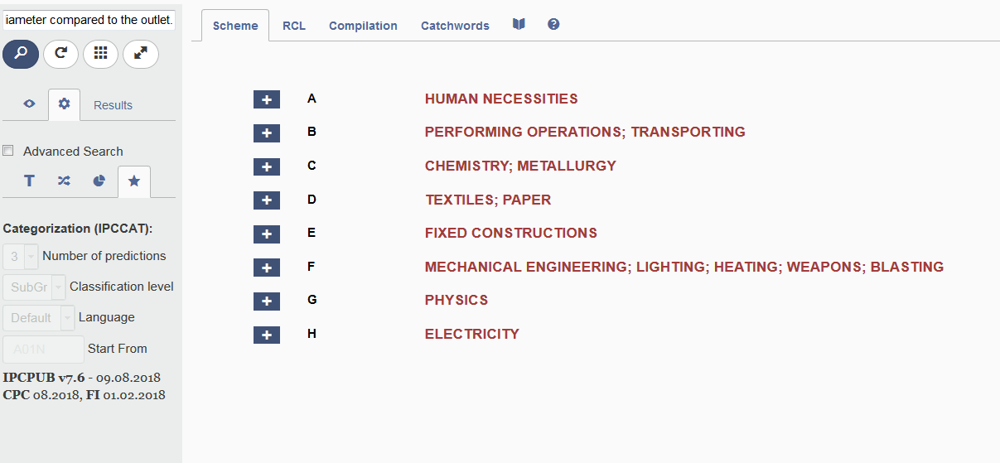 iameter compared to the outlet.
Scheme RCL Compilation Catchwords
Results
Advanced Search
T
Categorization (IPCCAT):
3 Number of predictions
SubGr Classification level
Default Language
A01N Start From
IPCPUB v7.6 - 09.08.2018
CPC 08.2018, FI 01.02.2018
A HUMAN NECESSITIES
B PERFORMING OPERATIONS; TRANSPORTING
C CHEMISTRY; METALLURGY
D TEXTILES; PAPER
E FIXED CONSTRUCTIONS
F MECHANICAL ENGINEERING; LIGHTING; HEATING; WEAPONS; BLASTING
G PHYSICS
H ELECTRICITY